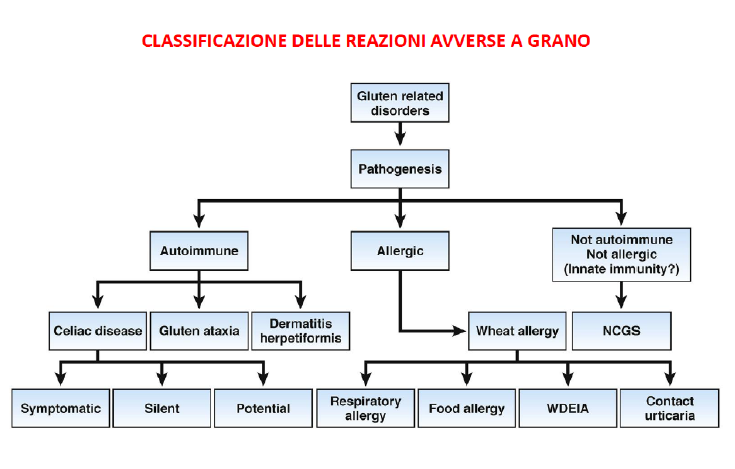 CLASSIFICAZIONE DELLE REAZIONI AVVERSE A GRANO
Gluten related
disorders
Pathogenesis
Autoimmune
Allergic
Not autoimmune
Not allergic
(Innate immunity?)
Celiac disease
Gluten ataxia
Dermatitis
herpetiformis
Wheat allergy
NCGS
Symptomatic
Silent
Potential
Respiratory
allergy
Food allergy
WDEIA
Contact
urticaria